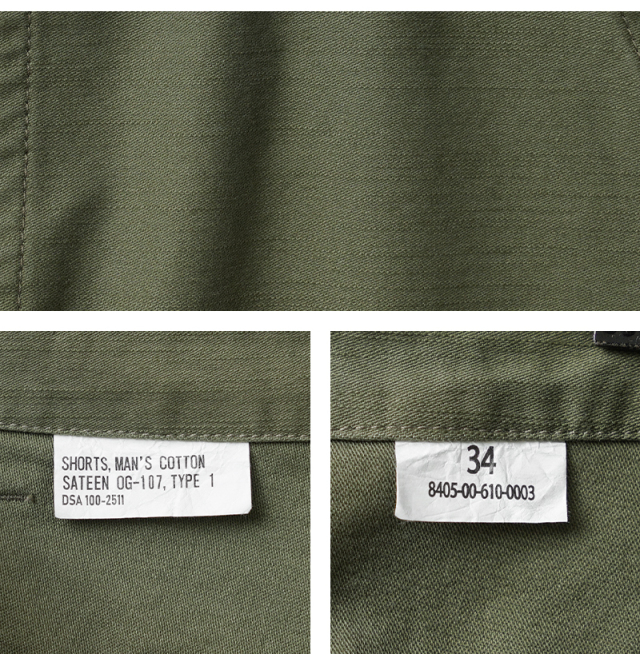 SHORTS, MAN'S COTTON
SATEEN OG-107, TYPE 1
DSA 100-2511
34
8405-00-610-0003